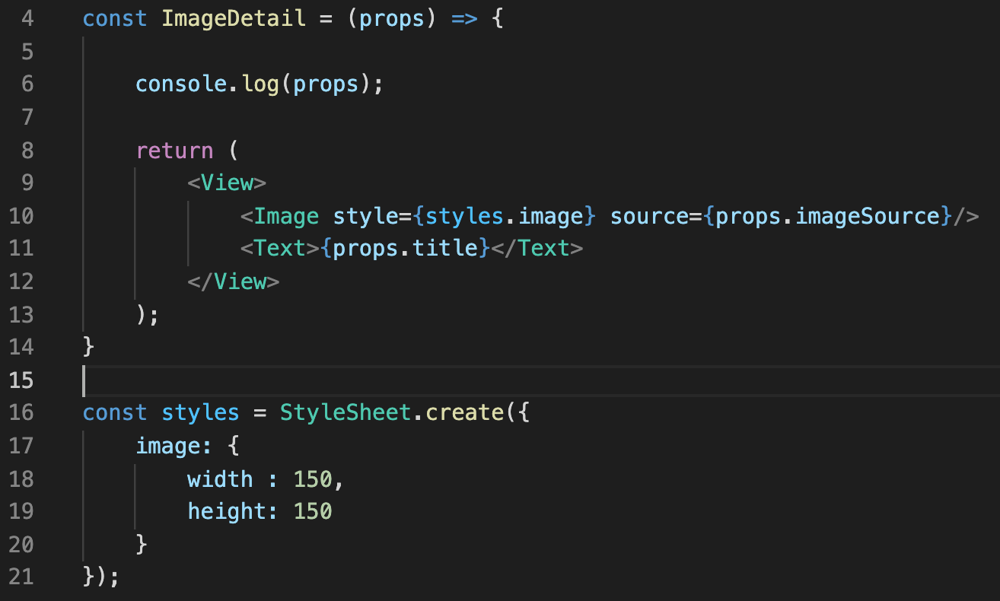 4 const ImageDetail = (props) => {
5
6 console.log(props);
7
8 return (
9 <View>
10 <Image style={styles.image} source={props.imageSource}/>
11 <Text>{props.title}</Text>
12 </View>
13 );
14 }
15
16 const styles = StyleSheet.create({
17 image: {
18 width : 150,
19 height: 150
20 }
21 });